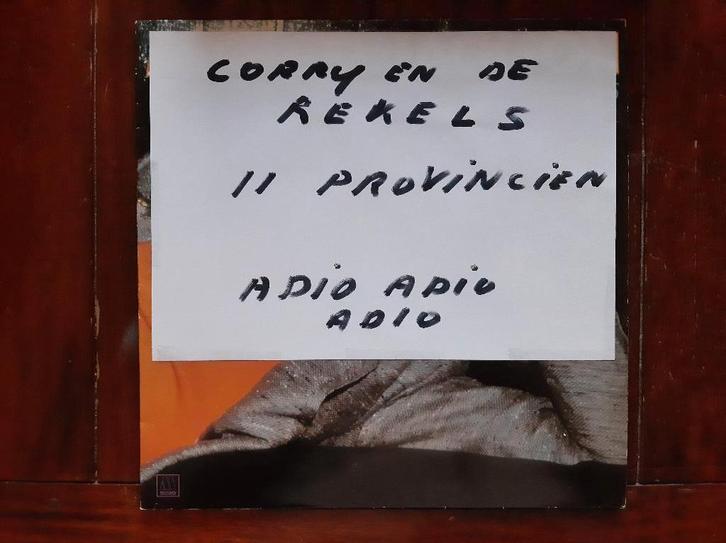 CORRY EN DE
REKELS
11 PROVINCIEN
ADIO ADIO
ADIO